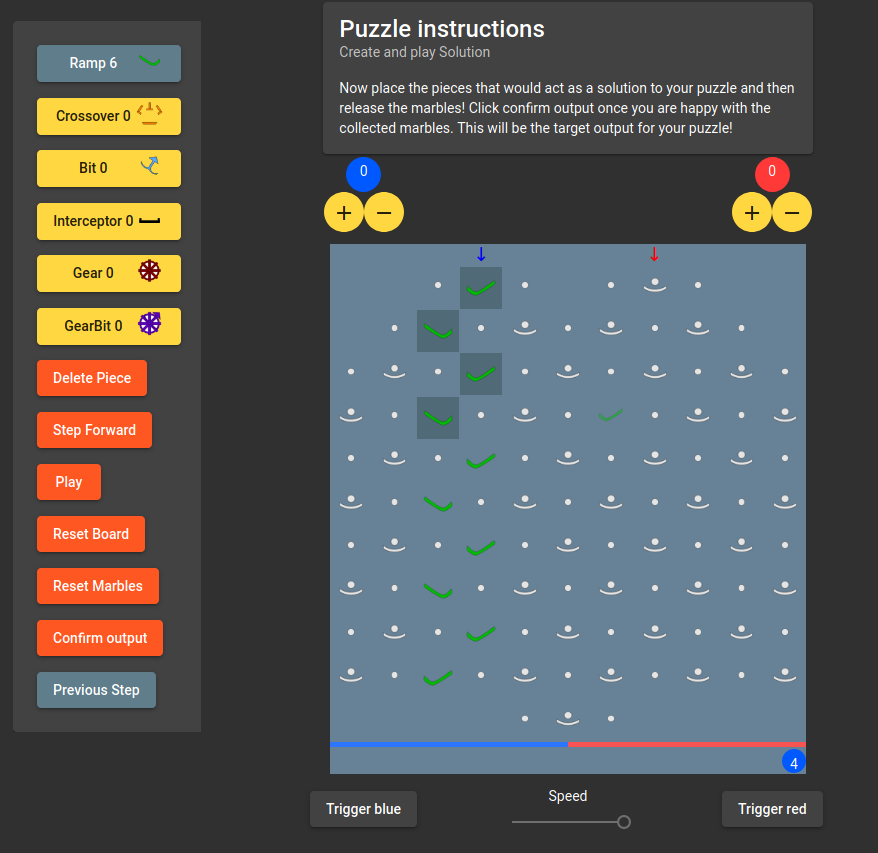 Puzzle instructions
Create and play Solution
Now place the pieces that would act as a solution to your puzzle and then
release the marbles! Click confirm output once you are happy with the
collected marbles. This will be the target output for your puzzle!
Ramp 6
Crossover 0
Bit 0
Interceptor 0
Gear 0
GearBit 0
Delete Piece
Step Forward
Play
Reset Board
Reset Marbles
Confirm output
Previous Step
0
0
+
−
+
−
↓
↓
4
Trigger blue
Speed
Trigger red